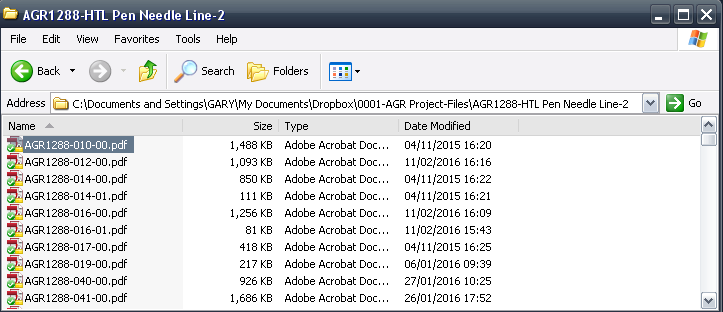 AGR1288-HTL Pen Needle Line-2
File Edit View Favorites Tools Help
Back Search Folders
Address C:\Documents and Settings\GARY\My Documents\Dropbox\0001-AGR Project-Files\AGR1288-HTL Pen Needle Line-2 Go
Name Size Type Date Modified
AGR1288-010-00.pdf 1,488 KB Adobe Acrobat Doc... 04/11/2015 16:20
AGR1288-012-00.pdf 1,093 KB Adobe Acrobat Doc... 11/02/2016 16:16
AGR1288-014-00.pdf 850 KB Adobe Acrobat Doc... 04/11/2015 16:22
AGR1288-014-01.pdf 111 KB Adobe Acrobat Doc... 04/11/2015 16:21
AGR1288-016-00.pdf 1,256 KB Adobe Acrobat Doc... 11/02/2016 16:09
AGR1288-016-01.pdf 81 KB Adobe Acrobat Doc... 11/02/2016 15:43
AGR1288-017-00.pdf 418 KB Adobe Acrobat Doc... 04/11/2015 16:25
AGR1288-019-00.pdf 217 KB Adobe Acrobat Doc... 06/01/2016 09:39
AGR1288-040-00.pdf 926 KB Adobe Acrobat Doc... 27/01/2016 10:25
AGR1288-041-00.pdf 1,686 KB Adobe Acrobat Doc... 26/01/2016 17:52